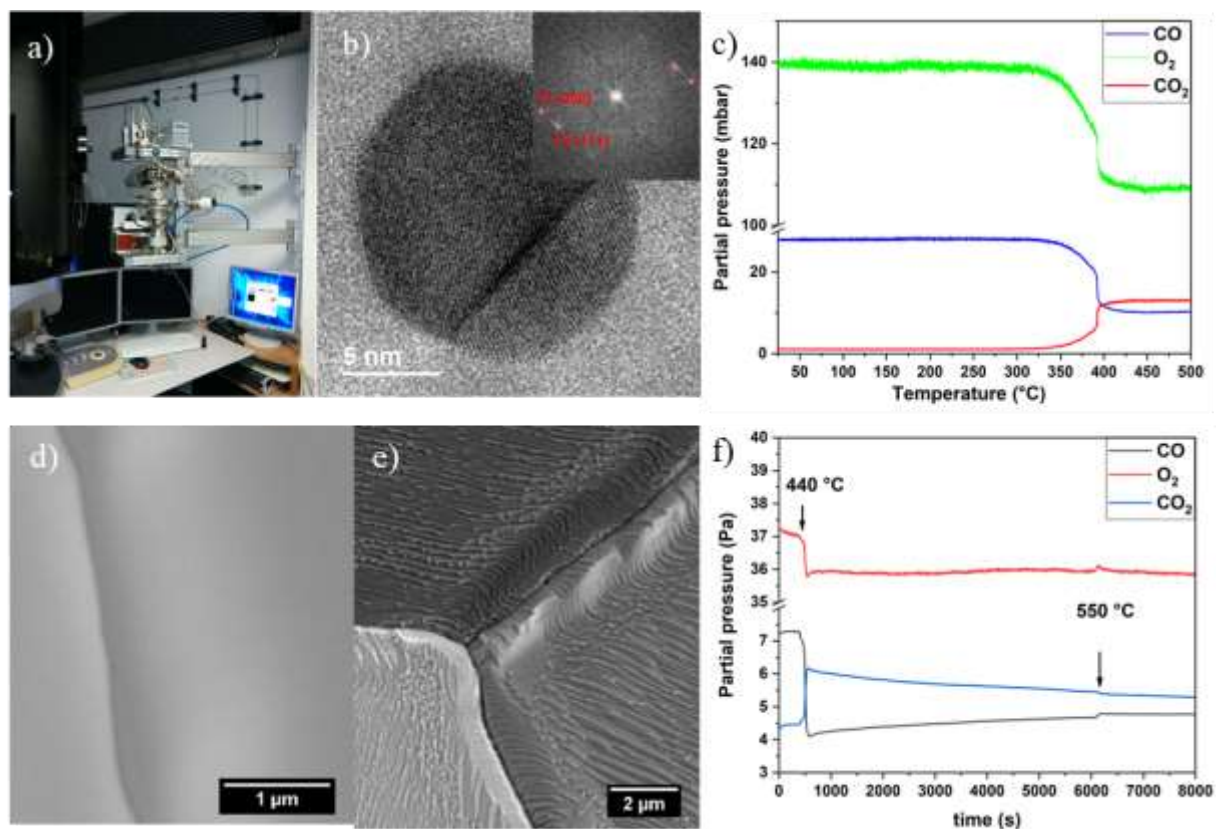 a)
b)
5 nm
c)
CO
O₂
CO₂
Partial pressure (mbar)
140
120
100
20
10
0
50 100 150 200 250 300 350 400 450 500
Temperature (°C)
d)
1 µm
e)
2 µm
f)
CO
O₂
CO₂
440 °C
550 °C
Partial pressure (Pa)
40
39
38
37
36
35
7
6
5
4
3
0 1000 2000 3000 4000 5000 6000 7000 8000
time (s)